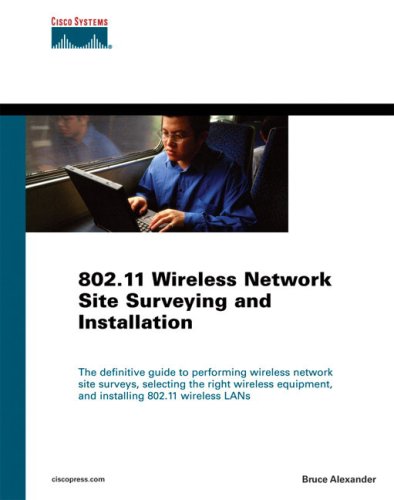 CISCO SYSTEMS
802.11 Wireless Network
Site Surveying and
Installation
The definitive guide to performing wireless network
site surveys, selecting the right wireless equipment,
and installing 802.11 wireless LANs
ciscopress.com
Bruce Alexander